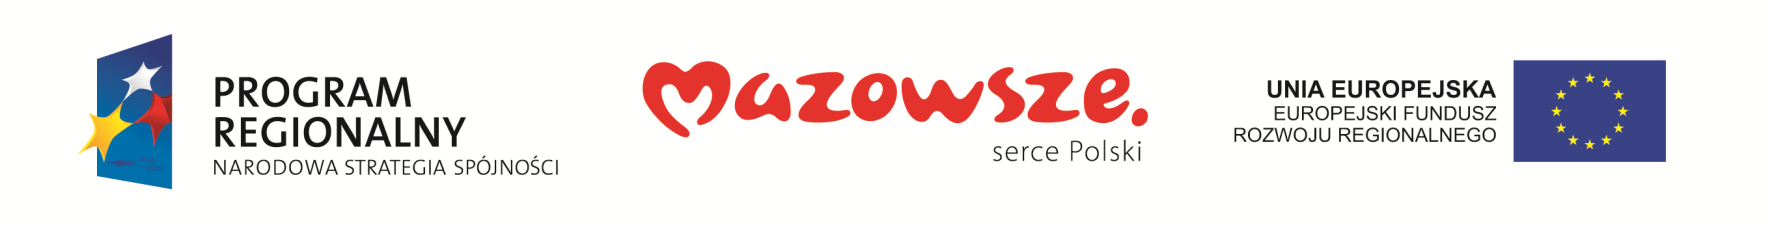 PROGRAM
REGIONALNY
NARODOWA STRATEGIA SPÓJNOŚCI
mazowsze.
serce Polski
UNIA EUROPEJSKA
EUROPEJSKI FUNDUSZ
ROZWOJU REGIONALNEGO